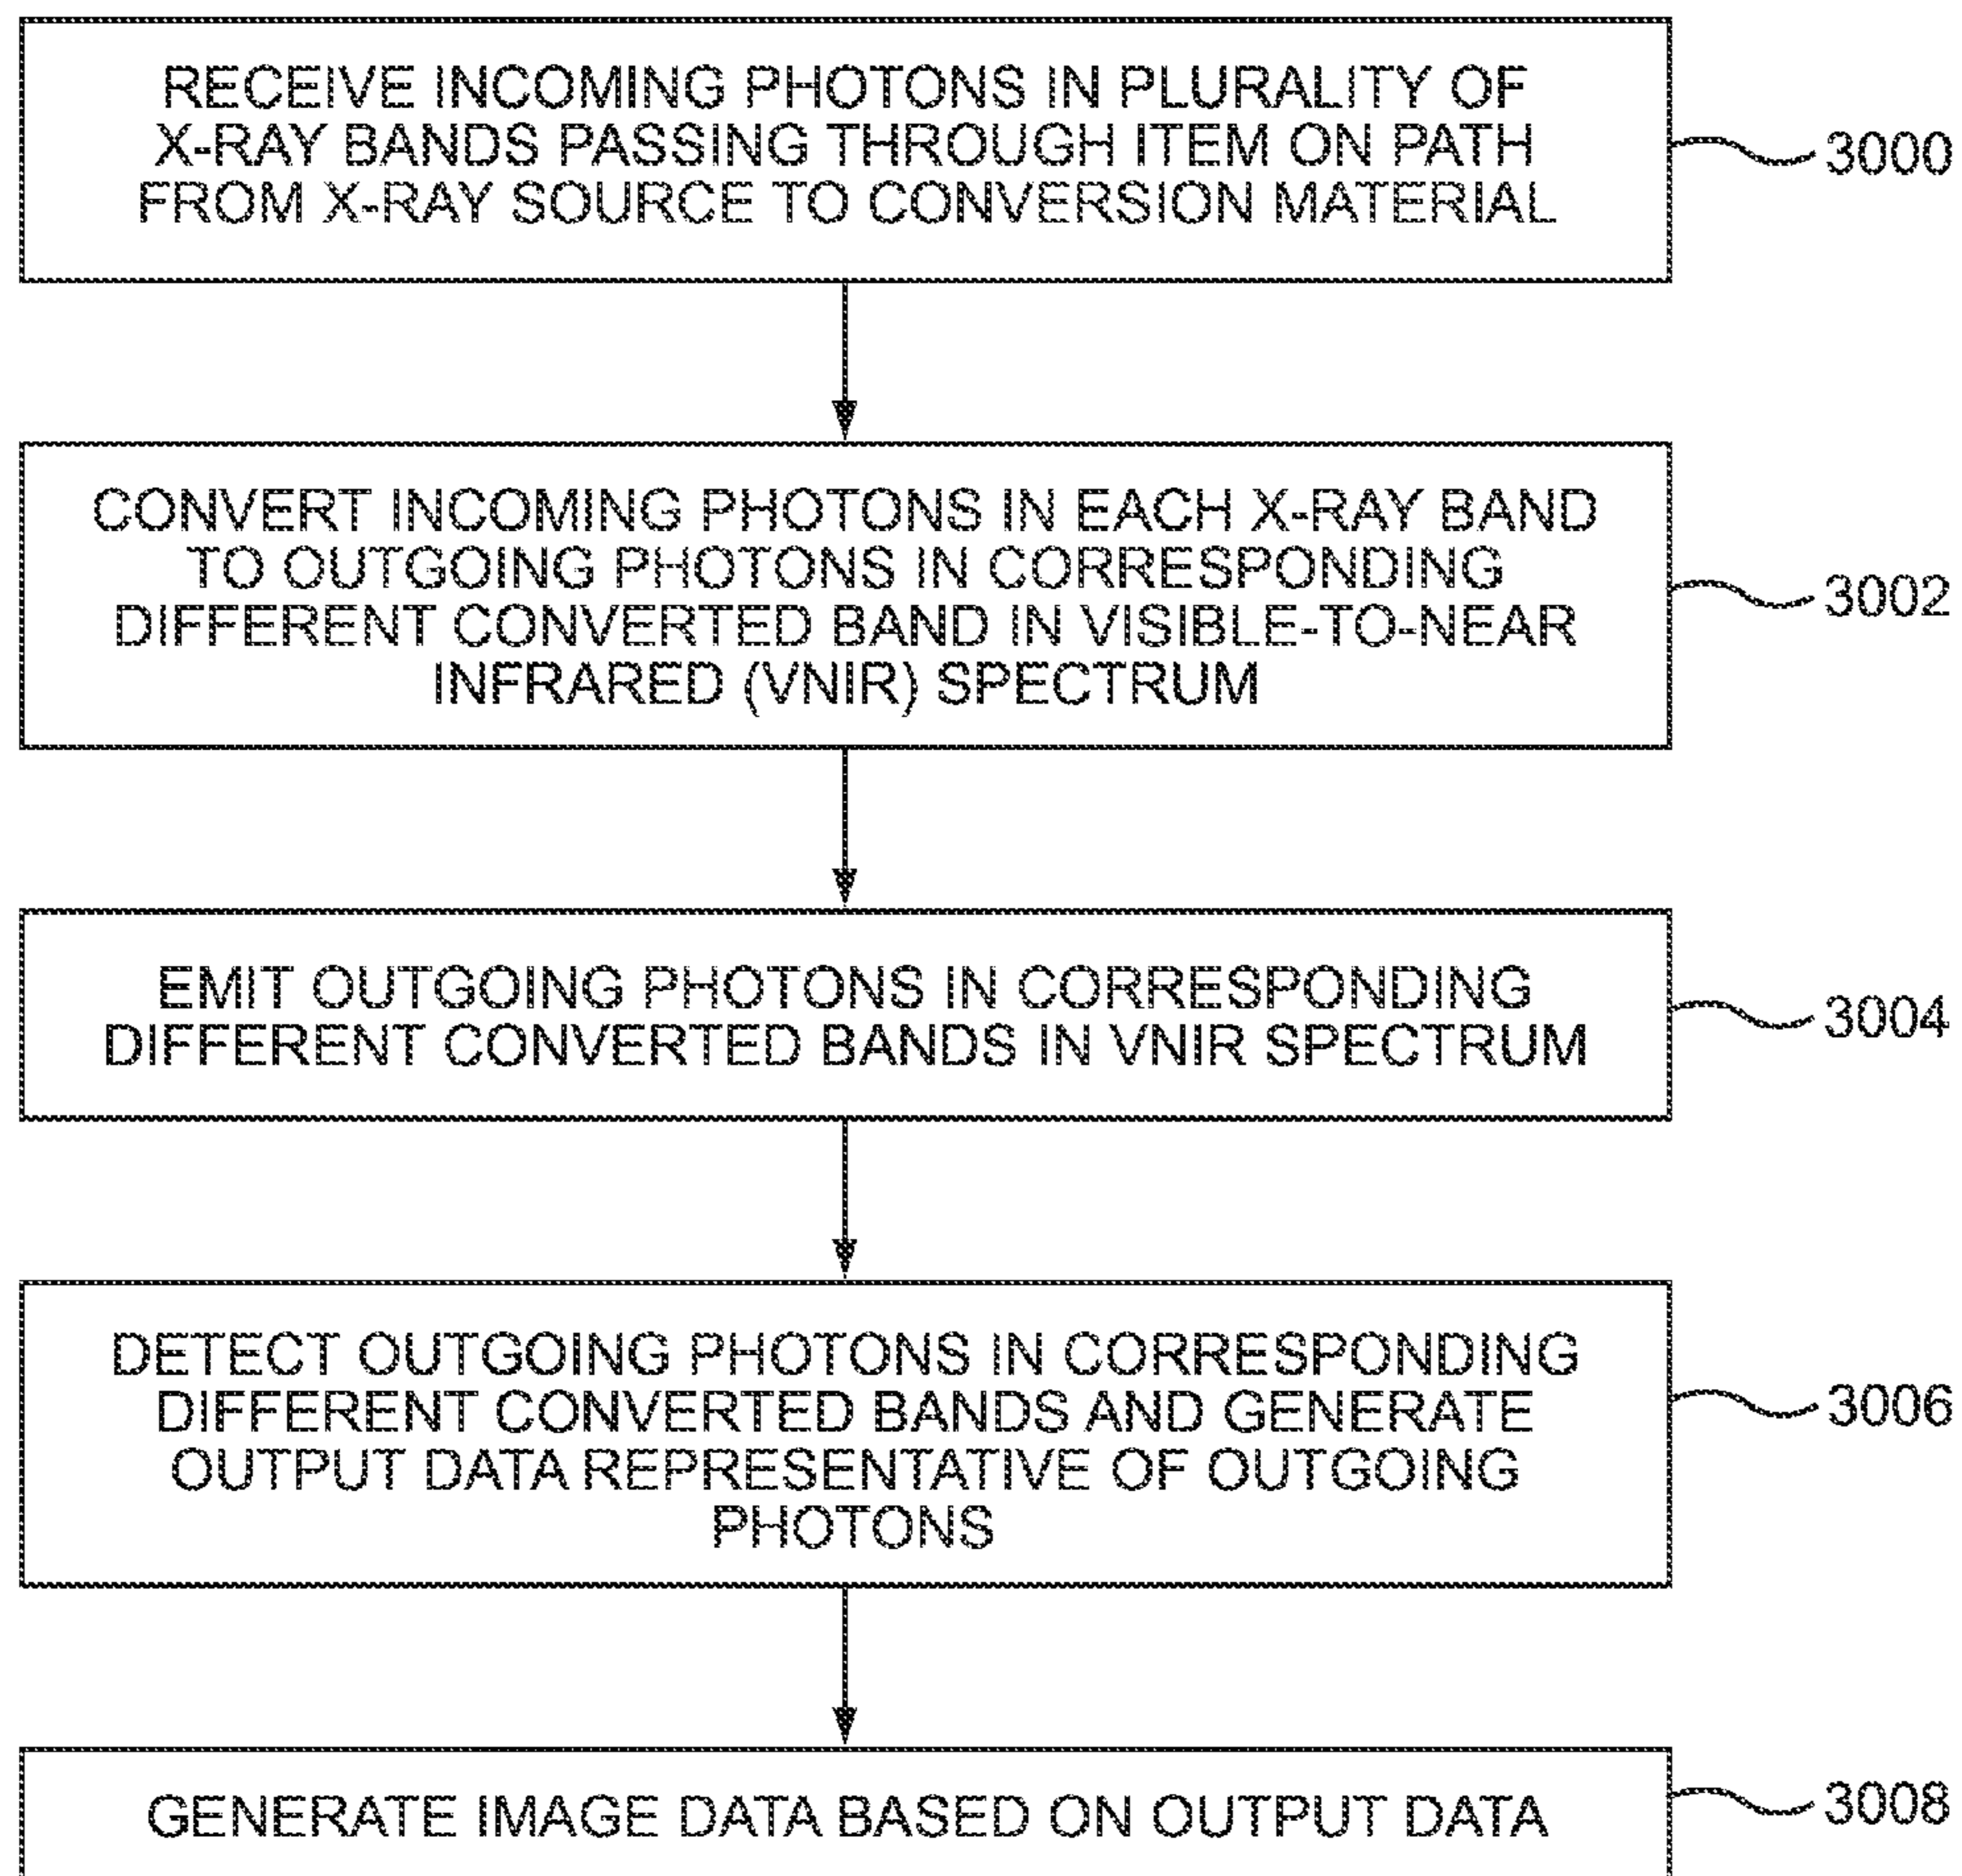 RECEIVE INCOMING PHOTONS IN PLURALITY OF
X-RAY BANDS PASSING THROUGH ITEM ON PATH
FROM X-RAY SOURCE TO CONVERSION MATERIAL
3000
CONVERT INCOMING PHOTONS IN EACH X-RAY BAND
TO OUTGOING PHOTONS IN CORRESPONDING
DIFFERENT CONVERTED BAND IN VISIBLE-TO-NEAR
INFRARED (VNIR) SPECTRUM
3002
EMIT OUTGOING PHOTONS IN CORRESPONDING
DIFFERENT CONVERTED BANDS IN VNIR SPECTRUM
3004
DETECT OUTGOING PHOTONS IN CORRESPONDING
DIFFERENT CONVERTED BANDS AND GENERATE
OUTPUT DATA REPRESENTATIVE OF OUTGOING
PHOTONS
3006
GENERATE IMAGE DATA BASED ON OUTPUT DATA
3008